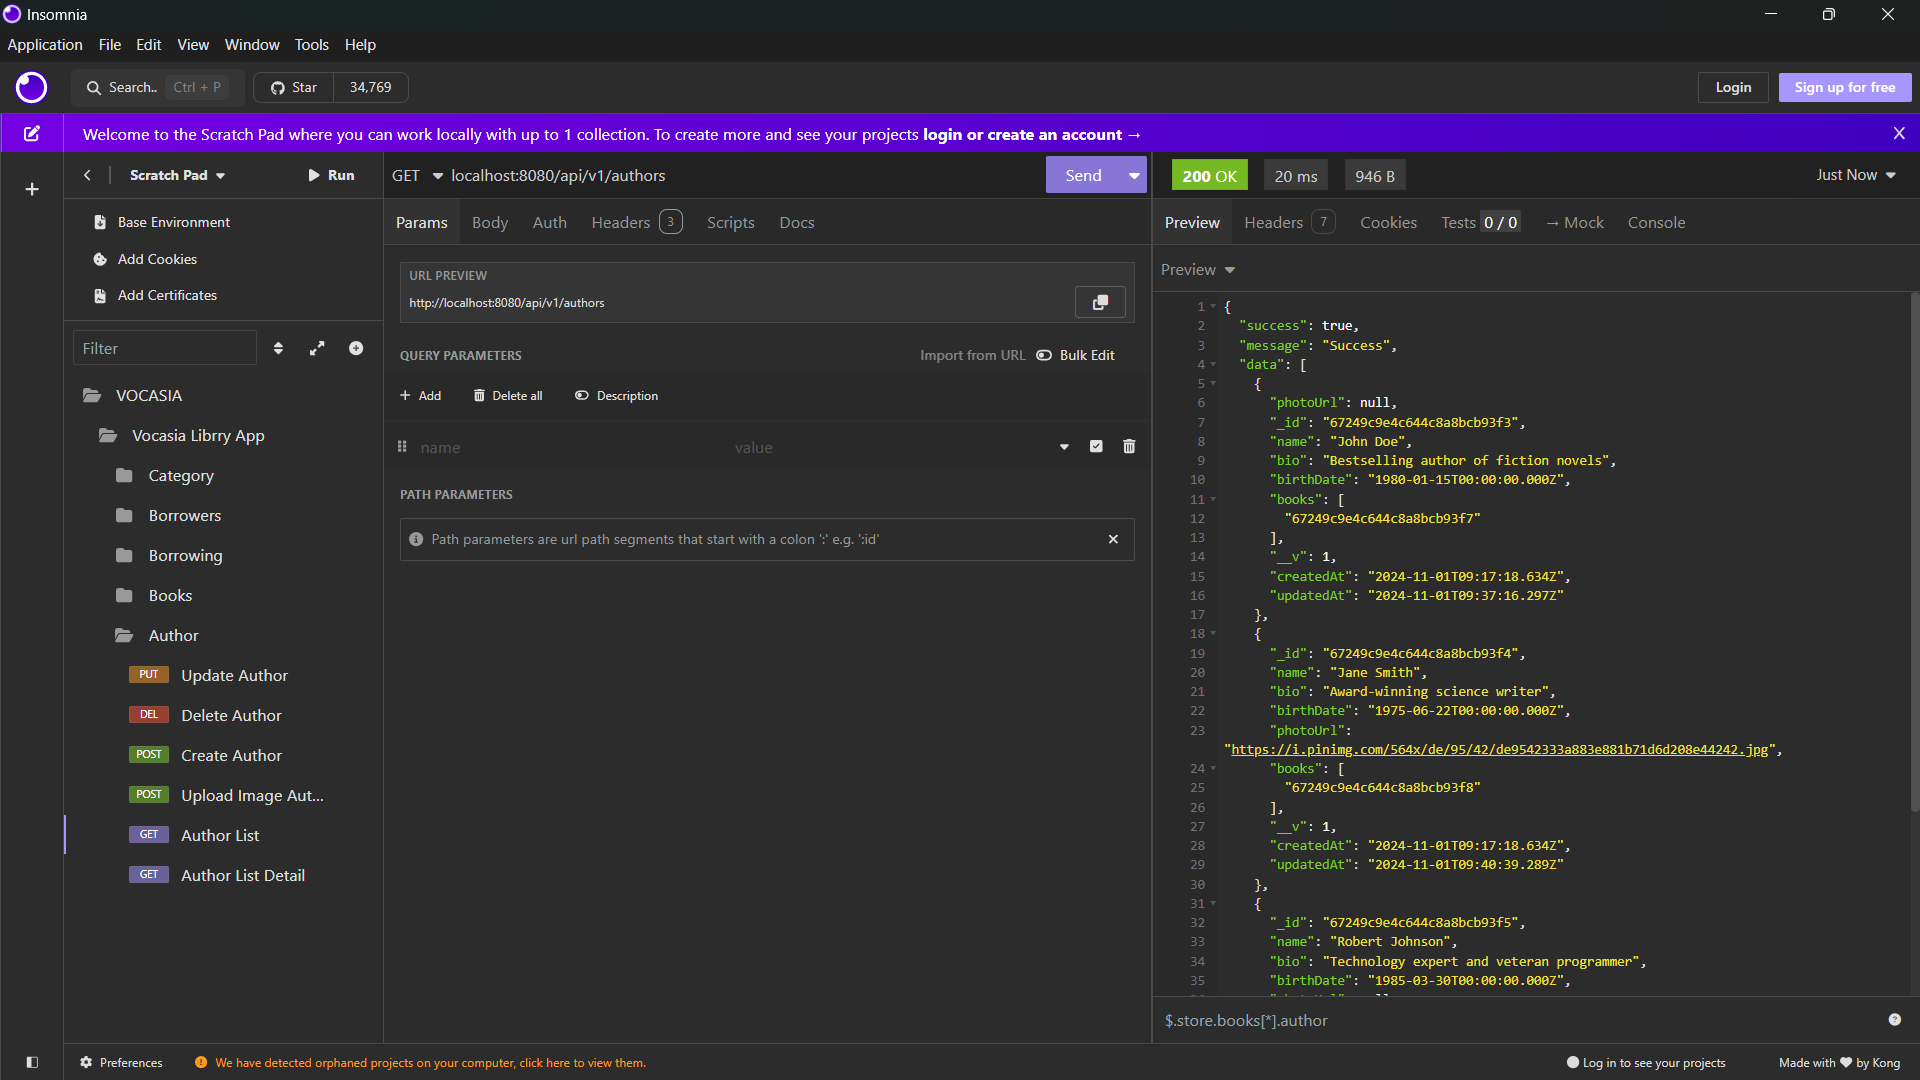 Insomnia
Application File Edit View Window Tools Help
Search.. Ctrl + P Star 34,769 Login Sign up for free
Welcome to the Scratch Pad where you can work locally with up to 1 collection. To create more and see your projects login or create an account →
Scratch Pad Run
Base Environment
Add Cookies
Add Certificates
Filter
VOCASIA
Vocasia Librry App
Category
Borrowers
Borrowing
Books
Author
PUT Update Author
DEL Delete Author
POST Create Author
POST Upload Image Aut...
GET Author List
GET Author List Detail
GET localhost:8080/api/v1/authors Send
Params Body Auth Headers 3 Scripts Docs
URL PREVIEW
http://localhost:8080/api/v1/authors
QUERY PARAMETERS Import from URL Bulk Edit
+ Add Delete all Description
name value
PATH PARAMETERS
Path parameters are url path segments that start with a colon ':' e.g. ':id'
200 OK 20 ms 946 B Just Now
Preview Headers 7 Cookies Tests 0 / 0 → Mock Console
Preview
1 {
2 "success": true,
3 "message": "Success",
4 "data": [
5 {
6 "photoUrl": null,
7 "_id": "67249c9e4c644c8a8bcb93f3",
8 "name": "John Doe",
9 "bio": "Bestselling author of fiction novels",
10 "birthDate": "1980-01-15T00:00:00.000Z",
11 "books": [
12 "67249c9e4c644c8a8bcb93f7"
13 ],
14 "__v": 1,
15 "createdAt": "2024-11-01T09:17:18.634Z",
16 "updatedAt": "2024-11-01T09:37:16.297Z"
17 },
18 {
19 "_id": "67249c9e4c644c8a8bcb93f4",
20 "name": "Jane Smith",
21 "bio": "Award-winning science writer",
22 "birthDate": "1975-06-22T00:00:00.000Z",
23 "photoUrl":
"https://i.pinimg.com/564x/de/95/42/de9542333a883e881b71d6d208e44242.jpg",
24 "books": [
25 "67249c9e4c644c8a8bcb93f8"
26 ],
27 "__v": 1,
28 "createdAt": "2024-11-01T09:17:18.634Z",
29 "updatedAt": "2024-11-01T09:40:39.289Z"
30 },
31 {
32 "_id": "67249c9e4c644c8a8bcb93f5",
33 "name": "Robert Johnson",
34 "bio": "Technology expert and veteran programmer",
35 "birthDate": "1985-03-30T00:00:00.000Z",
$.store.books[*].author
Preferences We have detected orphaned projects on your computer, click here to view them. Log in to see your projects Made with ♥ by Kong